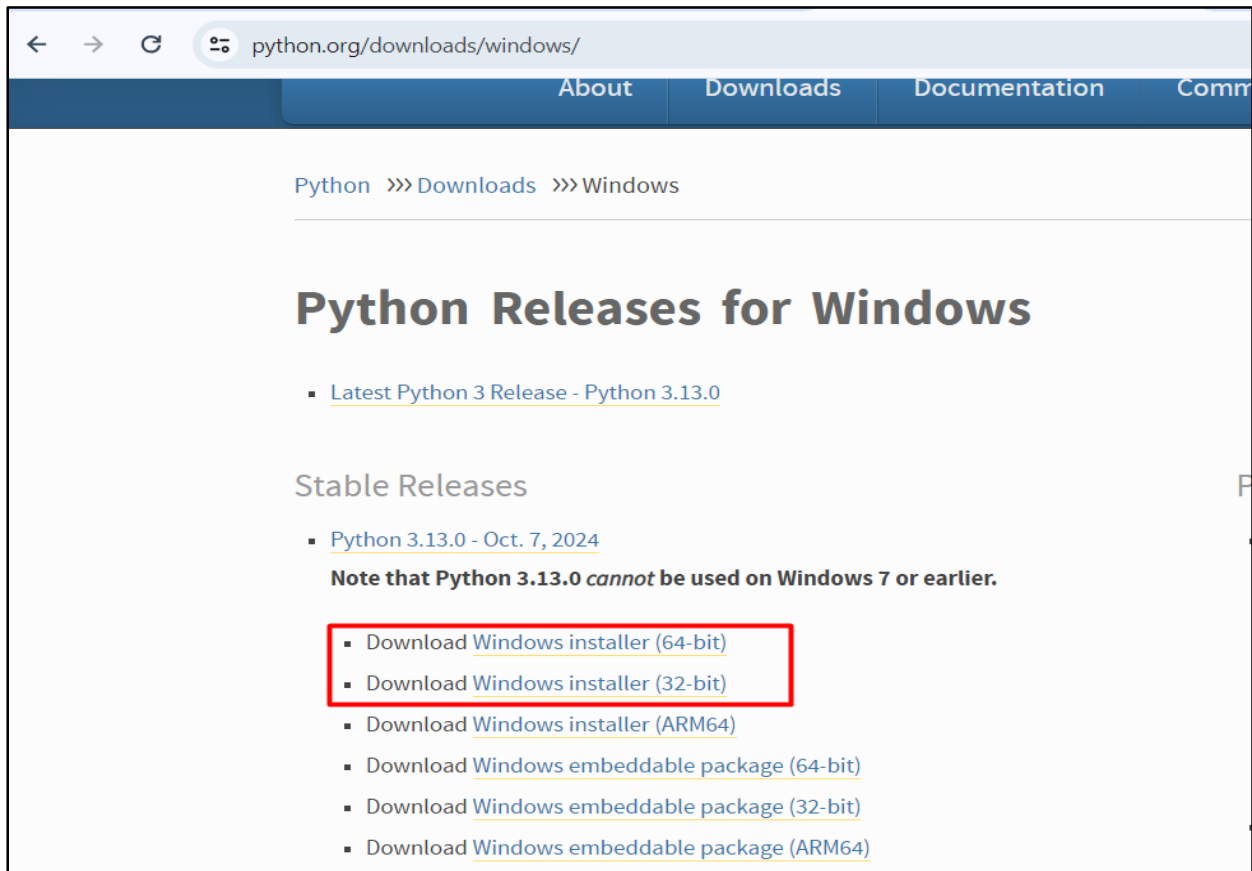 python.org/downloads/windows/
About Downloads Documentation
Python >>> Downloads >>> Windows
Python Releases for Windows
Latest Python 3 Release - Python 3.13.0
Stable Releases
Python 3.13.0 - Oct. 7, 2024
Note that Python 3.13.0 cannot be used on Windows 7 or earlier.
Download Windows installer (64-bit)
Download Windows installer (32-bit)
Download Windows installer (ARM64)
Download Windows embeddable package (64-bit)
Download Windows embeddable package (32-bit)
Download Windows embeddable package (ARM64)